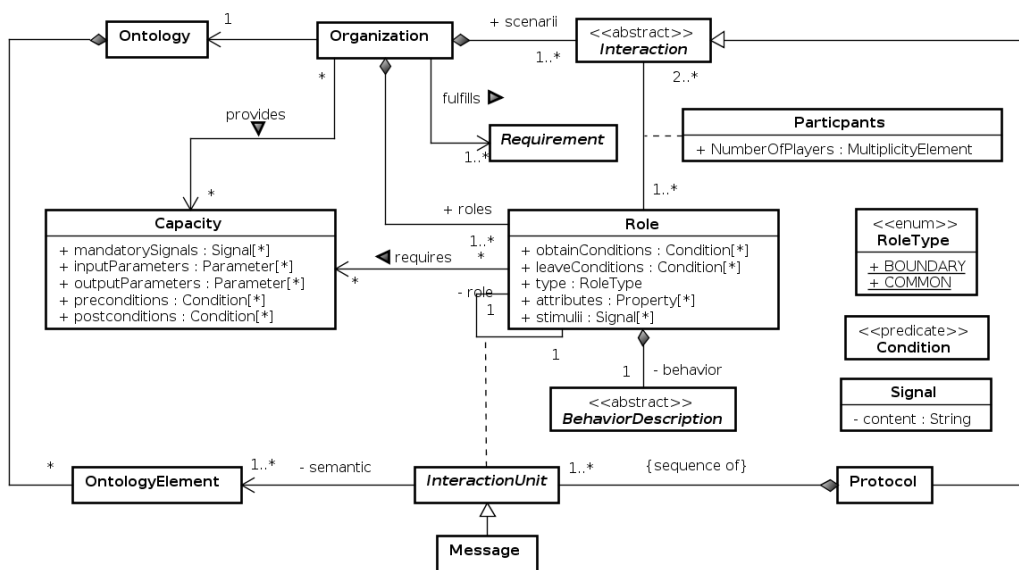 + scenarii
<<abstract>>
Interaction
1
Ontology
Organization
1..*
*
2..*
fulfills
provides
Particpants
+ NumberOfPlayers : MultiplicityElement
Requirement
1..*
*
1..*
Capacity
+ mandatorySignals : Signal[*]
+ inputParameters : Parameter[*]
+ outputParameters : Parameter[*]
+ preconditions : Condition[*]
+ postconditions : Condition[*]
+ roles
1..*
requires
*
*
Role
+ obtainConditions : Condition[*]
+ leaveConditions : Condition[*]
+ type : RoleType
+ attributes : Property[*]
+ stimulii : Signal[*]
- role
1
1
<<enum>>
RoleType
+ BOUNDARY
+ COMMON
<<predicate>>
Condition
1
- behavior
<<abstract>>
BehaviorDescription
Signal
- content : String
*
OntologyElement
1..*
- semantic
InteractionUnit
1..*
{sequence of}
Protocol
Message